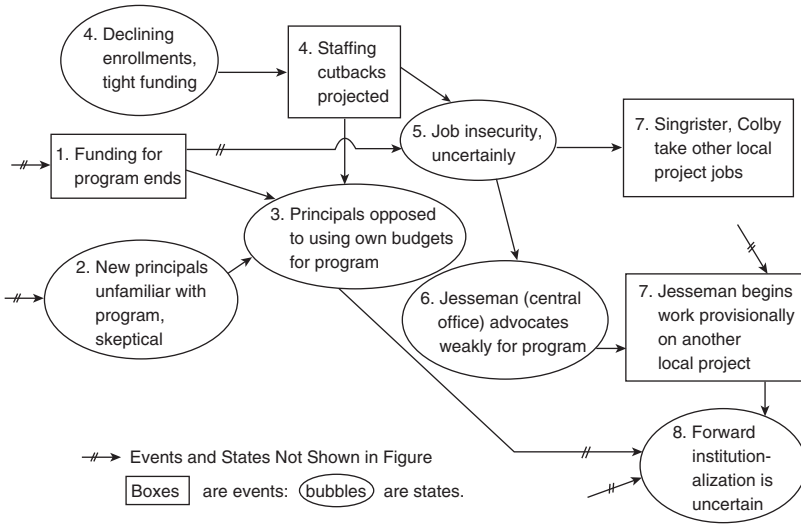 4. Declining
enrollments,
tight funding
4. Staffing
cutbacks
projected
5. Job insecurity,
uncertainly
7. Singrister, Colby
take other local
project jobs
1. Funding for
program ends
3. Principals opposed
to using own budgets
for program
2. New principals
unfamiliar with
program,
skeptical
6. Jesseman (central
office) advocates
weakly for program
7. Jesseman begins
work provisionally
on another
local project
8. Forward
institution-
alization is
uncertain
Events and States Not Shown in Figure
Boxes are events: bubbles are states.